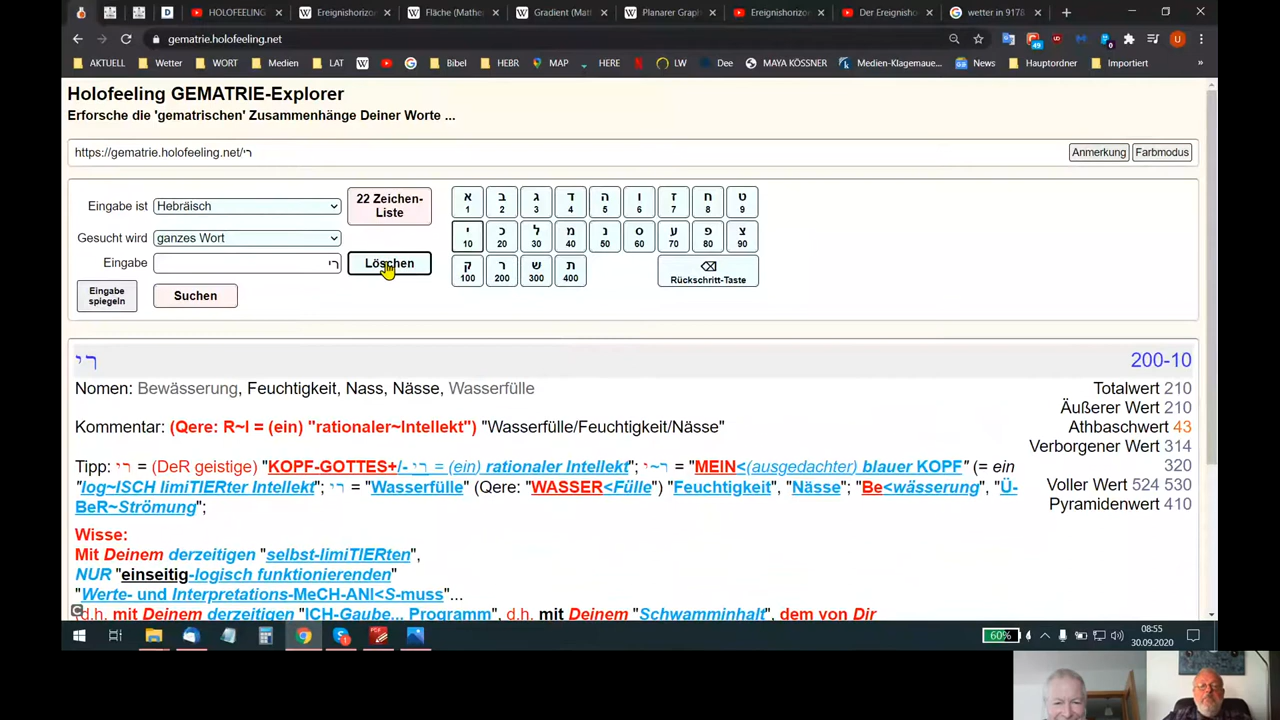 HOLOFEELING
Ereignishorizo
Fläche (Mathe
Gradient (Mat
Planarer Graph
Ereignishorizo
Der Ereignish
wetter in 9178
gematrie.holofeeling.net
AKTUELL Wetter WORT Medien LAT Bibel HEBR MAP HERE LW Dee MAYA KÖSSNER Medien-Klagemaue... News Hauptordner Importiert »
Holofeeling GEMATRIE-Explorer
Erforsche die 'gematrischen' Zusammenhänge Deiner Worte ...
https://gematrie.holofeeling.net/רי
Anmerkung Farbmodus
Eingabe ist Hebräisch
22 Zeichen-
Liste
Gesucht wird ganzes Wort
Eingabe רי Löschen
Eingabe
spiegeln
Suchen
א ב ג ד ה ו ז ח ט
1 2 3 4 5 6 7 8 9
י כ ל מ נ ס ע פ צ
10 20 30 40 50 60 70 80 90
ק ר ש ת
100 200 300 400
Rückschritt-Taste
רי 200-10
Nomen: Bewässerung, Feuchtigkeit, Nass, Nässe, Wasserfülle
Totalwert 210
Äußerer Wert 210
Athbaschwert 43
Verborgener Wert 314
320
Voller Wert 524 530
Pyramidenwert 410
Kommentar: (Qere: R~I = (ein) "rationaler~Intellekt") "Wasserfülle/Feuchtigkeit/Nässe"
Tipp: רי = (DeR geistige) "KOPF-GOTTES+/- רי = (ein) rationaler Intellekt"; י~ר = "MEIN<(ausgedachter) blauer KOPF" (= ein
"log~ISCH limiTIERter Intellekt"; רי = "Wasserfülle" (Qere: "WASSER<Fülle") "Feuchtigkeit", "Nässe"; "Be<wässerung", "Ü-
BeR~Strömung";
Wisse:
Mit Deinem derzeitigen "selbst-limiTIERten",
NUR "einseitig-logisch funktionierenden"
"Werte- und Interpretations-MeCH-ANI<S-muss"...
d.h. mit Deinem derzeitigen "ICH-Gaube... Programm", d.h. mit Deinem "Schwamminhalt", dem von Dir
60%
08:55
30.09.2020